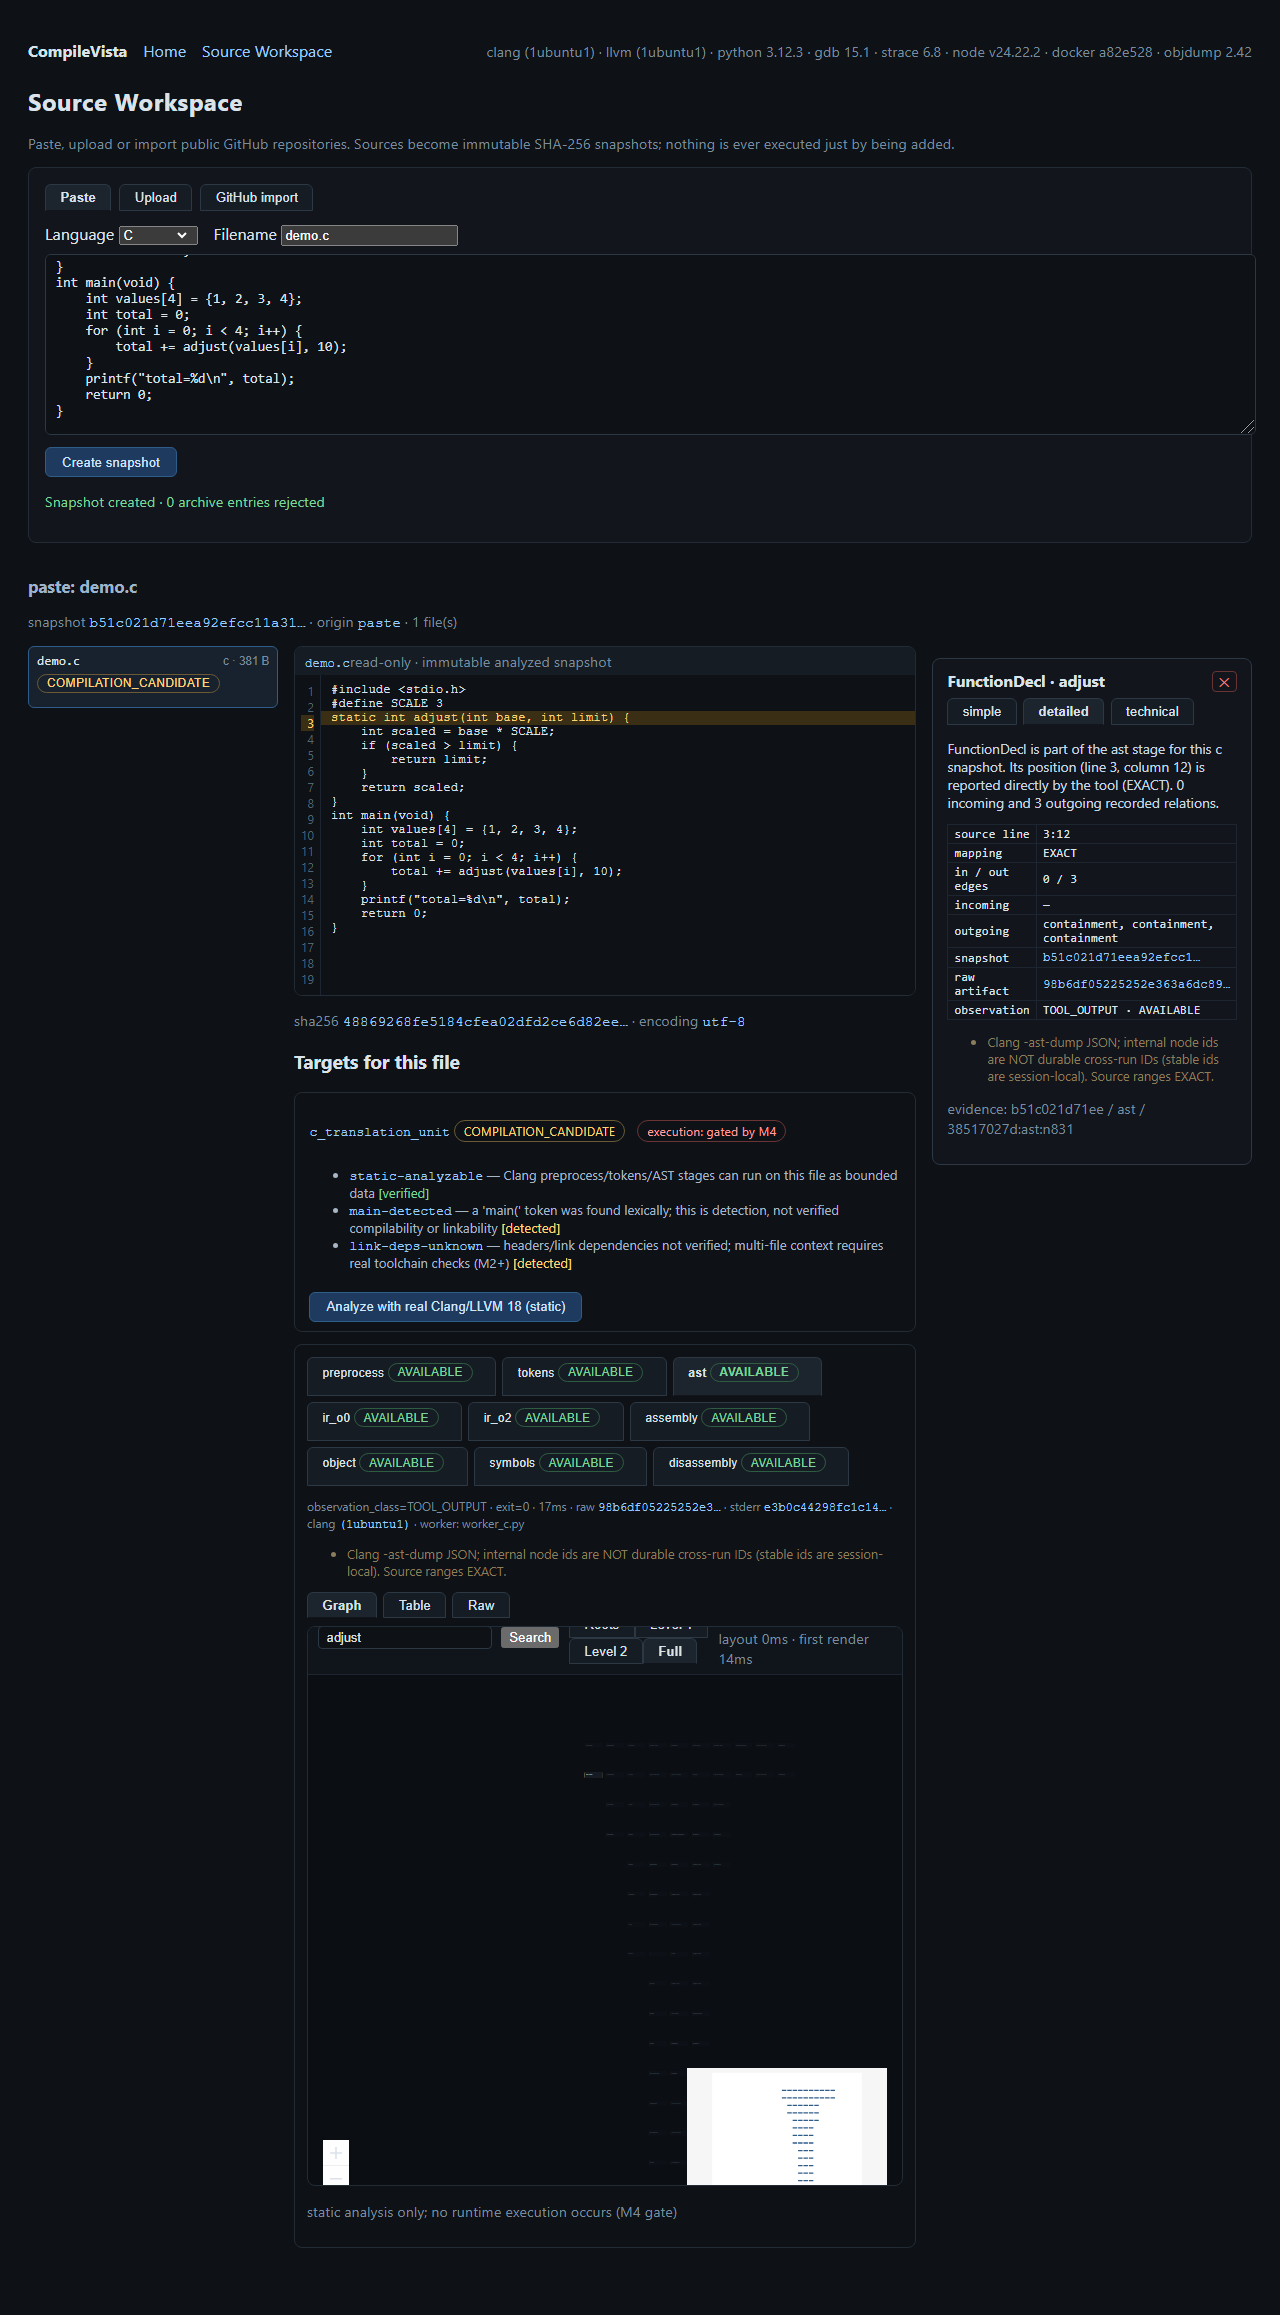 CompileVista Home Source Workspace clang (1ubuntu1) · llvm (1ubuntu1) · python 3.12.3 · gdb 15.1 · strace 6.8 · node v24.22.2 · docker a82e528 · objdump 2.42
Source Workspace
Paste, upload or import public GitHub repositories. Sources become immutable SHA-256 snapshots; nothing is ever executed just by being added.
Paste Upload GitHub import
Language C Filename demo.c
}
int main(void) {
    int values[4] = {1, 2, 3, 4};
    int total = 0;
    for (int i = 0; i < 4; i++) {
        total += adjust(values[i], 10);
    }
    printf("total=%d\n", total);
    return 0;
}
Create snapshot
Snapshot created · 0 archive entries rejected
paste: demo.c
snapshot b51c021d71eea92efcc11a31… · origin paste · 1 file(s)
demo.c c · 381 B
COMPILATION_CANDIDATE
demo.c read-only · immutable analyzed snapshot
1 #include <stdio.h>
2 #define SCALE 3
3 static int adjust(int base, int limit) {
4     int scaled = base * SCALE;
5     if (scaled > limit) {
6         return limit;
7     }
8     return scaled;
9 }
10 int main(void) {
11     int values[4] = {1, 2, 3, 4};
12     int total = 0;
13     for (int i = 0; i < 4; i++) {
14         total += adjust(values[i], 10);
15     }
16     printf("total=%d\n", total);
17     return 0;
18 }
19
sha256 48869268fe5184cfea02dfd2ce6d82ee… · encoding utf-8
Targets for this file
c_translation_unit COMPILATION_CANDIDATE execution: gated by M4
• static-analyzable — Clang preprocess/tokens/AST stages can run on this file as bounded
data [verified]
• main-detected — a 'main(' token was found lexically; this is detection, not verified
compilability or linkability [detected]
• link-deps-unknown — headers/link dependencies not verified; multi-file context requires
real toolchain checks (M2+) [detected]
Analyze with real Clang/LLVM 18 (static)
preprocess AVAILABLE tokens AVAILABLE ast AVAILABLE
ir_o0 AVAILABLE ir_o2 AVAILABLE assembly AVAILABLE
object AVAILABLE symbols AVAILABLE disassembly AVAILABLE
observation_class=TOOL_OUTPUT · exit=0 · 17ms · raw 98b6df05225252e3… · stderr e3b0c44298fc1c14… ·
clang (1ubuntu1) · worker: worker_c.py
• Clang -ast-dump JSON; internal node ids are NOT durable cross-run IDs (stable ids are session-
local). Source ranges EXACT.
Graph Table Raw
adjust Search Roots Level 1
Level 2 Full
layout 0ms · first render
14ms
+
−
static analysis only; no runtime execution occurs (M4 gate)
FunctionDecl · adjust ×
simple detailed technical
FunctionDecl is part of the ast stage for this c
snapshot. Its position (line 3, column 12) is
reported directly by the tool (EXACT). 0
incoming and 3 outgoing recorded relations.
source line 3:12
mapping EXACT
in / out edges 0 / 3
incoming —
outgoing containment, containment, containment
snapshot b51c021d71eea92efcc1…
raw artifact 98b6df05225252e363a6dc89…
observation TOOL_OUTPUT · AVAILABLE
• Clang -ast-dump JSON; internal node ids
are NOT durable cross-run IDs (stable ids
are session-local). Source ranges EXACT.
evidence: b51c021d71ee / ast /
38517027d:ast:n831